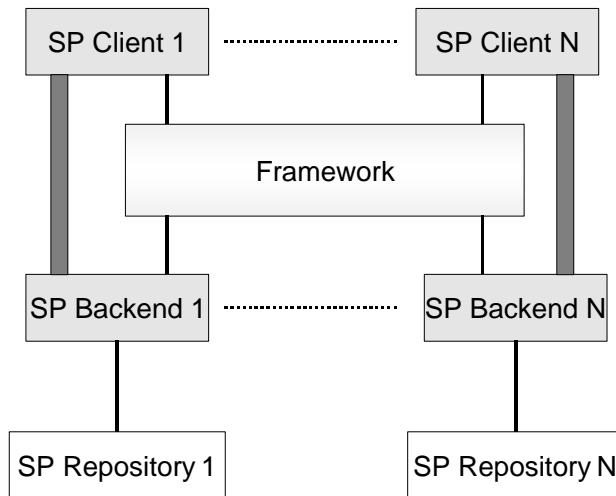 SP Client 1
SP Client N
Framework
SP Backend 1
SP Backend N
SP Repository 1
SP Repository N